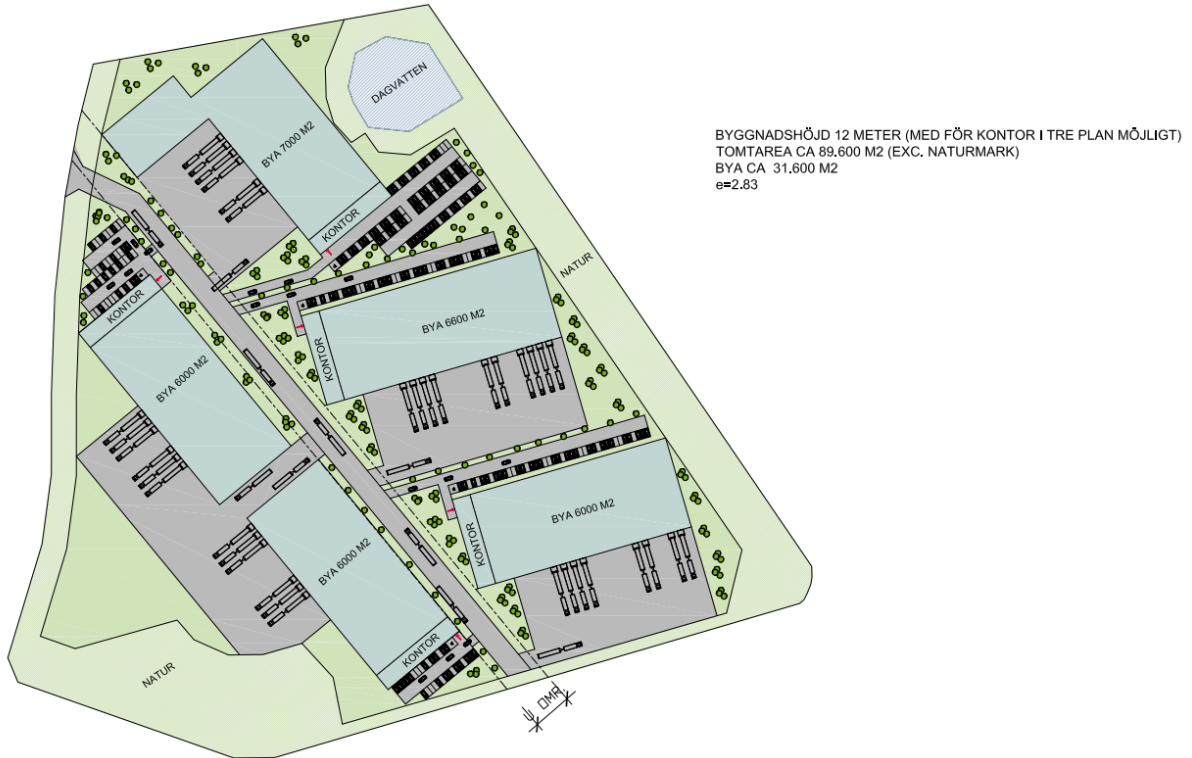 DAGVATTEN
BYGGNADSHÖJD 12 METER (MED FÖR KONTOR I TRE PLAN MÖJLIGT)
TOMTAREA CA 89.600 M2 (EXC. NATURMARK)
BYA CA 31.600 M2
e=2.83
BYA 7000 M2
KONTOR
NATUR
KONTOR
BYA 6600 M2
KONTOR
BYA 6000 M2
BYA 6000 M2
KONTOR
BYA 6000 M2
KONTOR
NATUR
U OMR